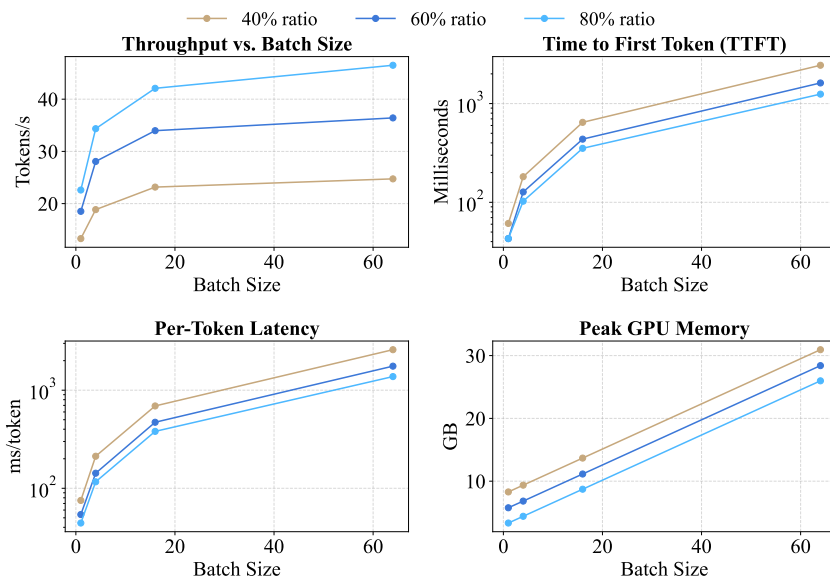 40% ratio 60% ratio 80% ratio
Throughput vs. Batch Size
Tokens/s
40
30
20
0 20 40 60
Batch Size
Time to First Token (TTFT)
Milliseconds
10³
10²
0 20 40 60
Batch Size
Per-Token Latency
ms/token
10³
10²
0 20 40 60
Batch Size
Peak GPU Memory
GB
30
20
10
0 20 40 60
Batch Size